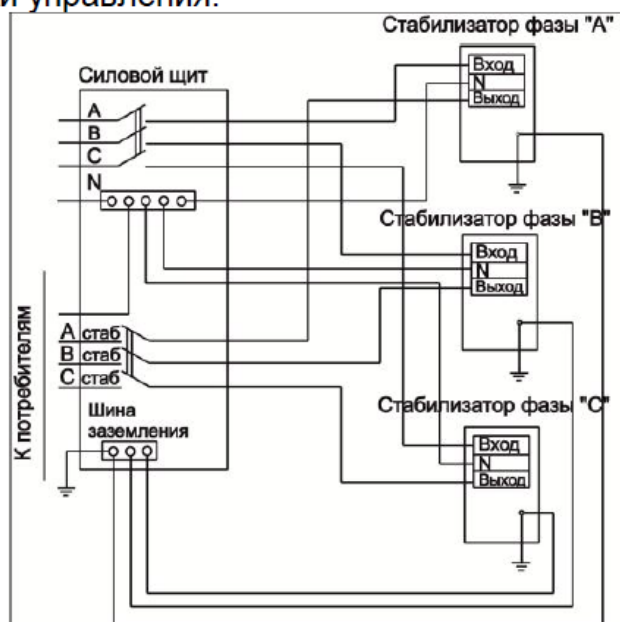 и управления.
Стабилизатор фазы "А"
Силовой щит
Вход
N
Выход
A
B
C
N
Стабилизатор фазы "В"
Вход
N
Выход
К потребителям
А стаб
В стаб
С стаб
Шина
заземления
Стабилизатор фазы "С"
Вход
N
Выход